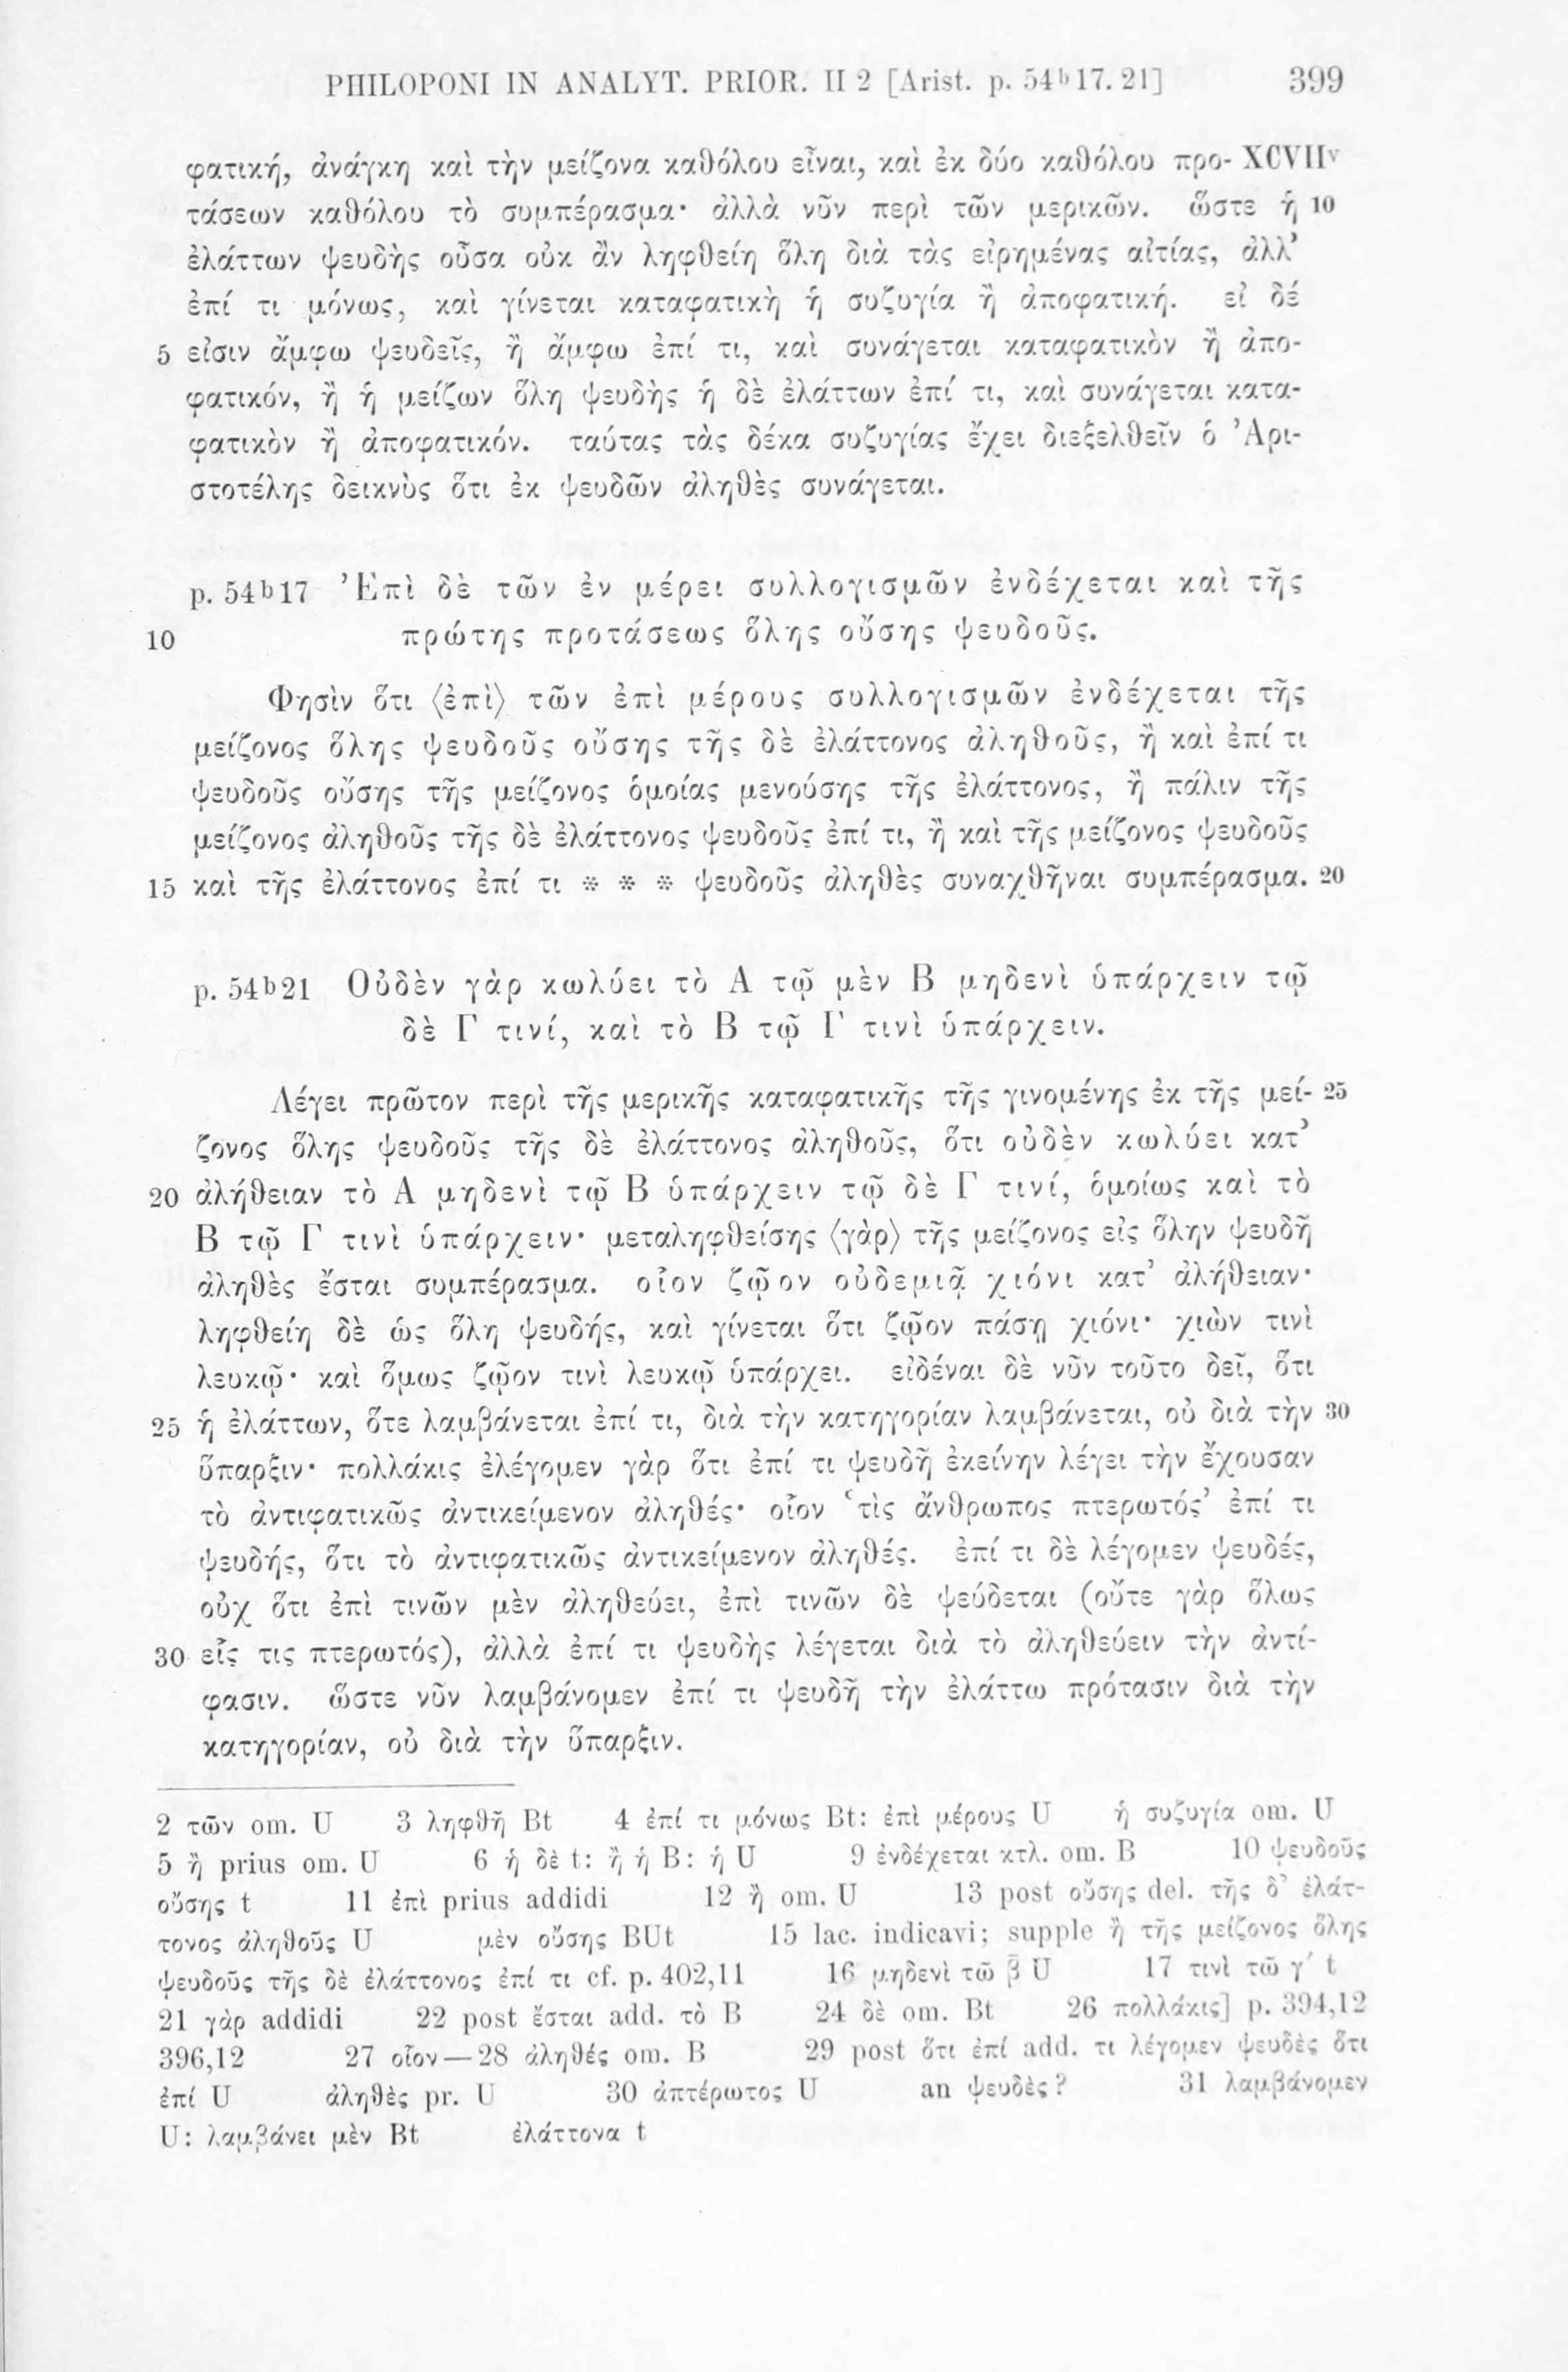 PHILOPONI IN ANALYT. PRIOR. II 2 [Arist. p. 54ᵇ17. 21] 399
φατική, ἀνάγκη καὶ τὴν μείζονα καθόλου εἶναι, καὶ ἐκ δύο καθόλου προ- XCVIIᵛ
τάσεων καθόλου τὸ συμπέρασμα· ἀλλὰ νῦν περὶ τῶν μερικῶν. ὥστε ἡ 10
ἐλάττων ψευδὴς οὖσα οὐκ ἂν ληφθείη ὅλη διὰ τὰς εἰρημένας αἰτίας, ἀλλ’
ἐπί τι μόνως, καὶ γίνεται καταφατικὴ ἡ συζυγία ἢ ἀποφατική. εἰ δέ
5 εἰσιν ἄμφω ψευδεῖς, ἢ ἄμφω ἐπί τι, καὶ συνάγεται καταφατικὸν ἢ ἀπο-
φατικόν, ἢ ἡ μείζων ὅλη ψευδὴς ἡ δὲ ἐλάττων ἐπί τι, καὶ συνάγεται κατα-
φατικὸν ἢ ἀποφατικόν. ταύτας τὰς δέκα συζυγίας ἔχει διεξελθεῖν ὁ ’Αρι-
στοτέλης δεικνὺς ὅτι ἐκ ψευδῶν ἀληθὲς συνάγεται.
p. 54ᵇ17 ’Επὶ δὲ τῶν ἐν μέρει συλλογισμῶν ἐνδέχεται καὶ τῆς
10 πρώτης προτάσεως ὅλης οὔσης ψευδοῦς.
Φησὶν ὅτι ⟨ἐπὶ⟩ τῶν ἐπὶ μέρους συλλογισμῶν ἐνδέχεται τῆς
μείζονος ὅλης ψευδοῦς οὔσης τῆς δὲ ἐλάττονος ἀληθοῦς, ἢ καὶ ἐπί τι
ψευδοῦς οὔσης τῆς μείζονος ὁμοίας μενούσης τῆς ἐλάττονος, ἢ πάλιν τῆς
μείζονος ἀληθοῦς τῆς δὲ ἐλάττονος ψευδοῦς ἐπί τι, ἢ καὶ τῆς μείζονος ψευδοῦς
15 καὶ τῆς ἐλάττονος ἐπί τι * * * ψευδοῦς ἀληθὲς συναχθῆναι συμπέρασμα. 20
p. 54ᵇ21 Οὐδὲν γὰρ κωλύει τὸ Α τῷ μὲν Β μηδενὶ ὑπάρχειν τῷ
δὲ Γ τινί, καὶ τὸ Β τῷ Γ τινὶ ὑπάρχειν.
Λέγει πρῶτον περὶ τῆς μερικῆς καταφατικῆς τῆς γινομένης ἐκ τῆς μεί- 25
ζονος ὅλης ψευδοῦς τῆς δὲ ἐλάττονος ἀληθοῦς, ὅτι οὐδὲν κωλύει κατ’
20 ἀλήθειαν τὸ Α μηδενὶ τῷ Β ὑπάρχειν τῷ δὲ Γ τινί, ὁμοίως καὶ τὸ
Β τῷ Γ τινὶ ὑπάρχειν· μεταληφθείσης ⟨γὰρ⟩ τῆς μείζονος εἰς ὅλην ψευδῆ
ἀληθὲς ἔσται συμπέρασμα. οἷον ζῷον οὐδεμιᾷ χιόνι κατ’ ἀλήθειαν·
ληφθείη δὲ ὡς ὅλη ψευδής, καὶ γίνεται ὅτι ζῷον πάσῃ χιόνι· χιὼν τινὶ
λευκῷ· καὶ ὅμως ζῷον τινὶ λευκῷ ὑπάρχει. εἰδέναι δὲ νῦν τοῦτο δεῖ, ὅτι
25 ἡ ἐλάττων, ὅτε λαμβάνεται ἐπί τι, διὰ τὴν κατηγορίαν λαμβάνεται, οὐ διὰ τὴν 30
ὕπαρξιν· πολλάκις ἐλέγομεν γὰρ ὅτι ἐπί τι ψευδῆ ἐκείνην λέγει τὴν ἔχουσαν
τὸ ἀντιφατικῶς ἀντικείμενον ἀληθές· οἷον ‘τὶς ἄνθρωπος πτερωτός’ ἐπί τι
ψευδής, ὅτι τὸ ἀντιφατικῶς ἀντικείμενον ἀληθές. ἐπί τι δὲ λέγομεν ψευδές,
οὐχ ὅτι ἐπὶ τινῶν μὲν ἀληθεύει, ἐπὶ τινῶν δὲ ψεύδεται (οὔτε γὰρ ὅλως
30 εἷς τις πτερωτός), ἀλλὰ ἐπί τι ψευδὴς λέγεται διὰ τὸ ἀληθεύειν τὴν ἀντί-
φασιν. ὥστε νῦν λαμβάνομεν ἐπί τι ψευδῆ τὴν ἐλάττω πρότασιν διὰ τὴν
κατηγορίαν, οὐ διὰ τὴν ὕπαρξιν.
2 τῶν om. U 3 ληφθῆ Bt 4 ἐπί τι μόνως Bt: ἐπὶ μέρους U ἡ συζυγία om. U
5 ἢ prius om. U 6 ἡ δὲ t: ἢ ἡ B: ἡ U 9 ἐνδέχεται κτλ. om. B 10 ψευδοῦς
οὔσης t 11 ἐπὶ prius addidi 12 ἢ om. U 13 post οὔσης del. τῆς δ’ ἐλάτ-
τονος ἀληθοῦς U μὲν οὔσης BUt 15 lac. indicavi; supple ἢ τῆς μείζονος ὅλης
ψευδοῦς τῆς δὲ ἐλάττονος ἐπί τι cf. p. 402,11 16 μηδενὶ τῶ β̄ U 17 τινὶ τῶ γ′ t
21 γὰρ addidi 22 post ἔσται add. τὸ B 24 δὲ om. Bt 26 πολλάκις] p. 394,12
396,12 27 οἷον — 28 ἀληθές om. B 29 post ὅτι ἐπί add. τι λέγομεν ψευδὲς ὅτι
ἐπί U ἀληθὲς pr. U 30 ἀπτέρωτος U an ψευδὲς? 31 λαμβάνομεν
U: λαμβάνει μὲν Bt ἐλάττονα t